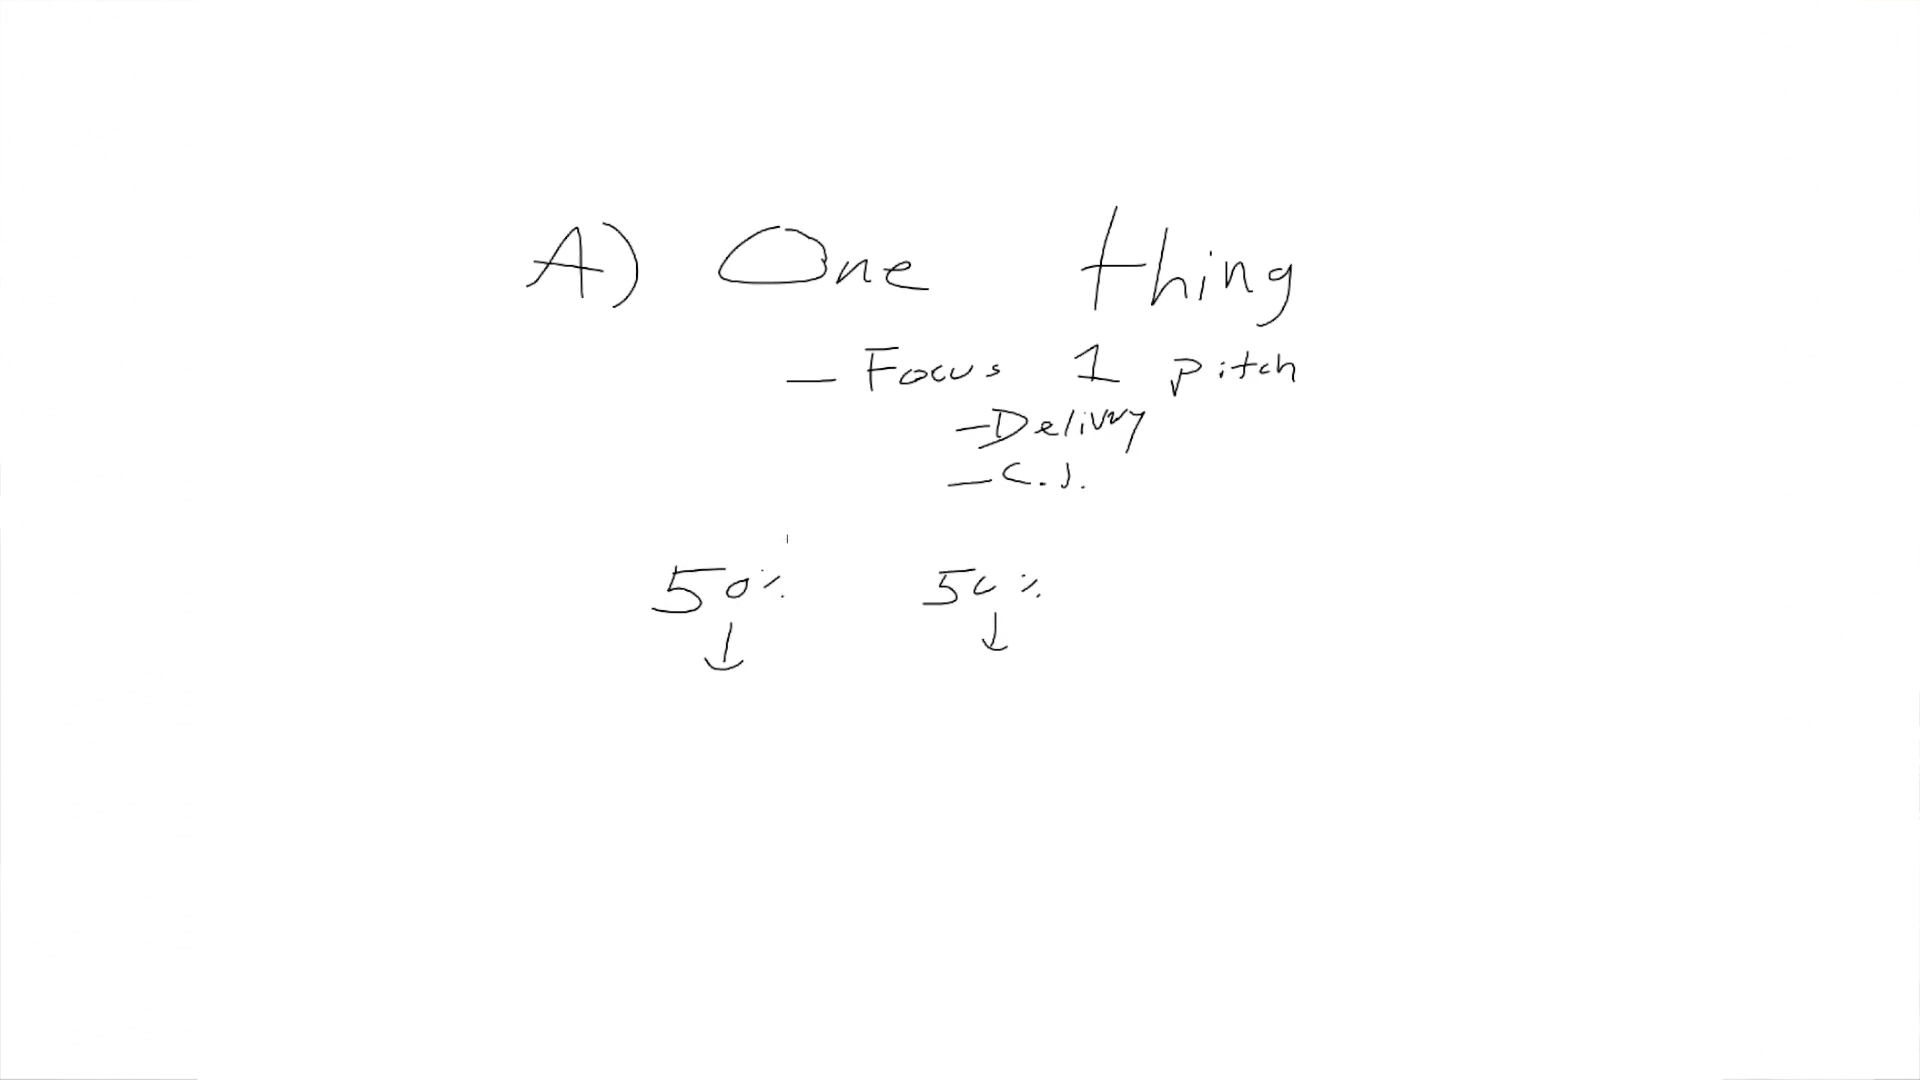 A) One thing
- Focus 1 pitch
- Delivery
- C.J.
50% 50%
↓ ↓